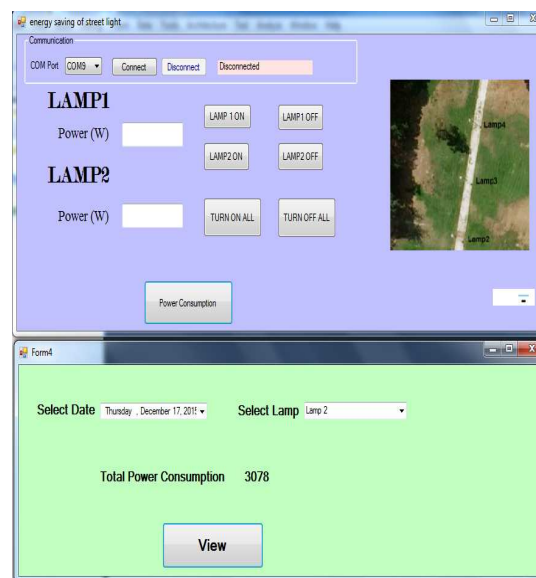 energy saving of street light
Communication
COM Port COM9 Connect Disconnect Disconnected
LAMP1
LAMP 1 ON LAMP1 OFF
Power (W)
LAMP2 ON LAMP2 OFF
LAMP2
Power (W) TURN ON ALL TURN OFF ALL
Lamp4
Lamp3
Lamp2
Power Consumption
Form4
Select Date Thursday , December 17, 2015 Select Lamp Lamp 2
Total Power Consumption 3078
View